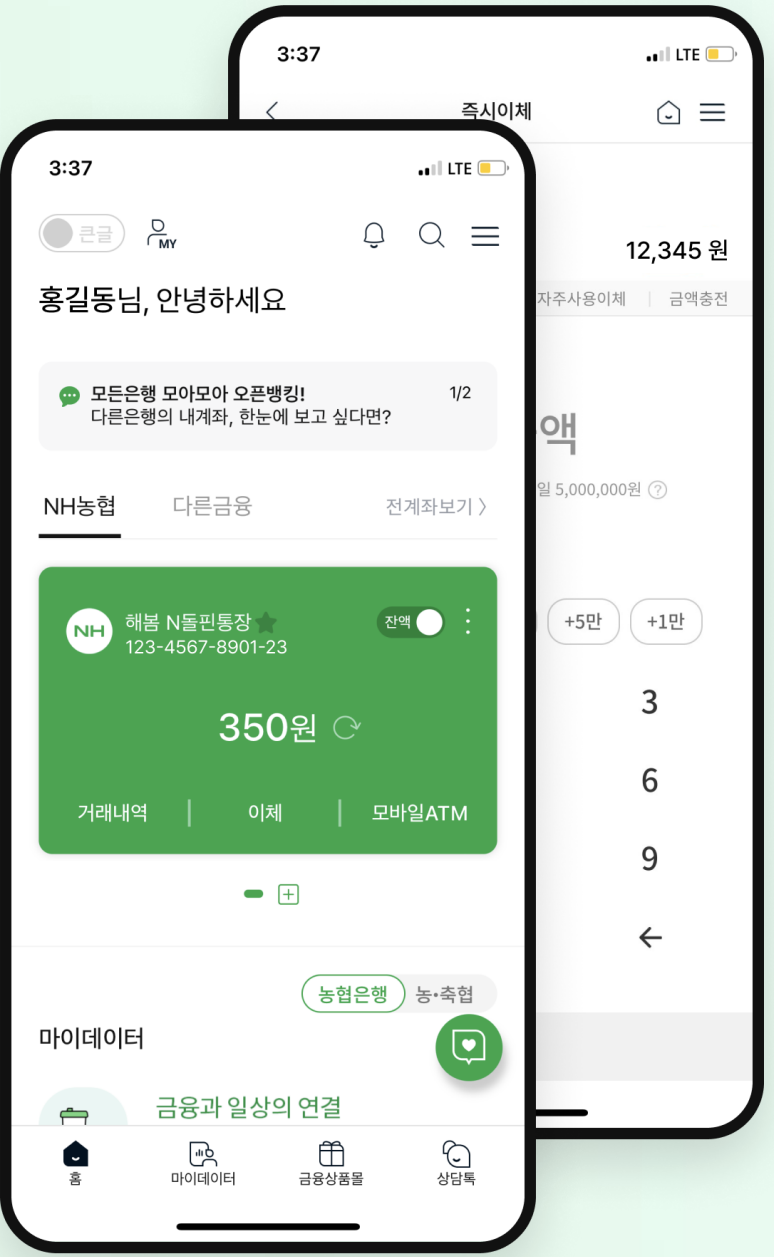 3:37
LTE
즉시이체
12,345 원
자주사용이체
금액충전
액
일 5,000,000원
?
+5만
+1만
3
6
9
3:37
LTE
큰글
MY
홍길동님, 안녕하세요
모든은행 모아모아 오픈뱅킹!
1/2
다른은행의 내계좌, 한눈에 보고 싶다면?
NH농협
다른금융
전계좌보기
NH
해봄 N돌핀통장
잔액
123-4567-8901-23
350원
거래내역
이체
모바일ATM
농협은행
농•축협
마이데이터
금융과 일상의 연결
홈
마이데이터
금융상품몰
상담톡